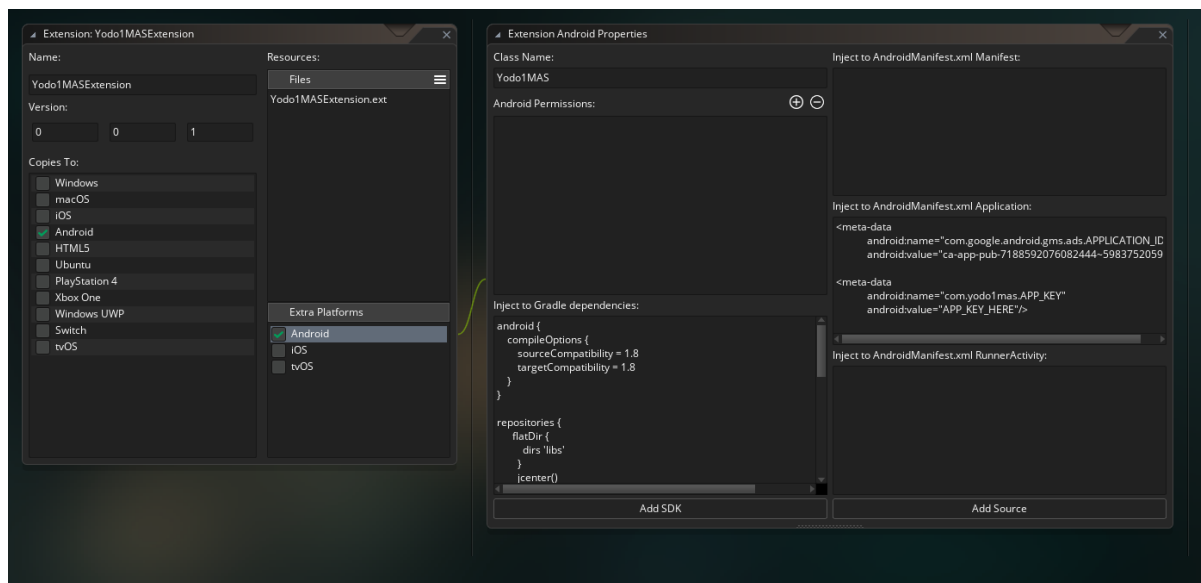 Extension: Yodo1MASExtension
Name:
Yodo1MASExtension
Version:
0 0 1
Copies To:
Windows
macOS
iOS
Android
HTML5
Ubuntu
PlayStation 4
Xbox One
Windows UWP
Switch
tvOS
Resources:
Files
Yodo1MASExtension.ext
Extra Platforms
Android
iOS
tvOS
Extension Android Properties
Class Name:
Yodo1MAS
Android Permissions:
Inject to Gradle dependencies:
android {
compileOptions {
sourceCompatibility = 1.8
targetCompatibility = 1.8
}
}
repositories {
flatDir {
dirs 'libs'
}
jcenter()
Add SDK
Inject to AndroidManifest.xml Manifest:
Inject to AndroidManifest.xml Application:
<meta-data
android:name="com.google.android.gms.ads.APPLICATION_ID
android:value="ca-app-pub-7188592076082444~5983752059
<meta-data
android:name="com.yodo1mas.APP_KEY"
android:value="APP_KEY_HERE"/>
Inject to AndroidManifest.xml RunnerActivity:
Add Source